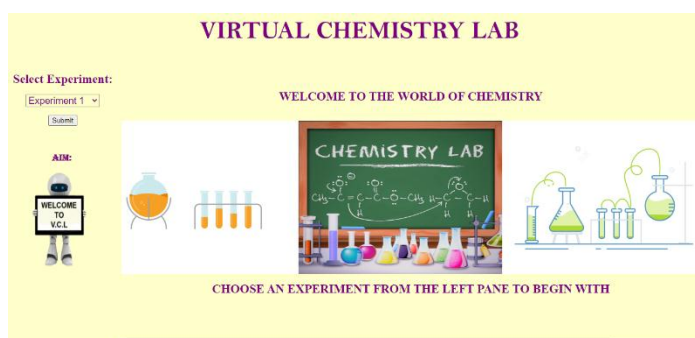 VIRTUAL CHEMISTRY LAB
Select Experiment:
Experiment 1
Submit
AIM:
WELCOME
TO
V.C.L
WELCOME TO THE WORLD OF CHEMISTRY
CHEMISTRY LAB
CHOOSE AN EXPERIMENT FROM THE LEFT PANE TO BEGIN WITH